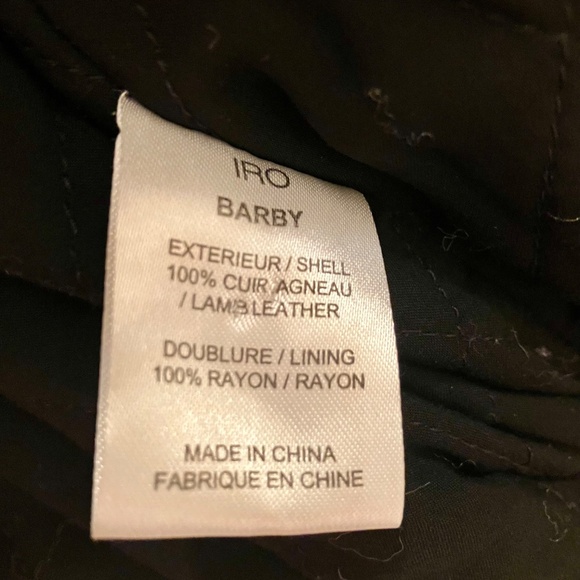 IRO
BARBY
EXTERIEUR / SHELL
100% CUIR AGNEAU
/ LAMB LEATHER
DOUBLURE / LINING
100% RAYON / RAYON
MADE IN CHINA
FABRIQUE EN CHINE